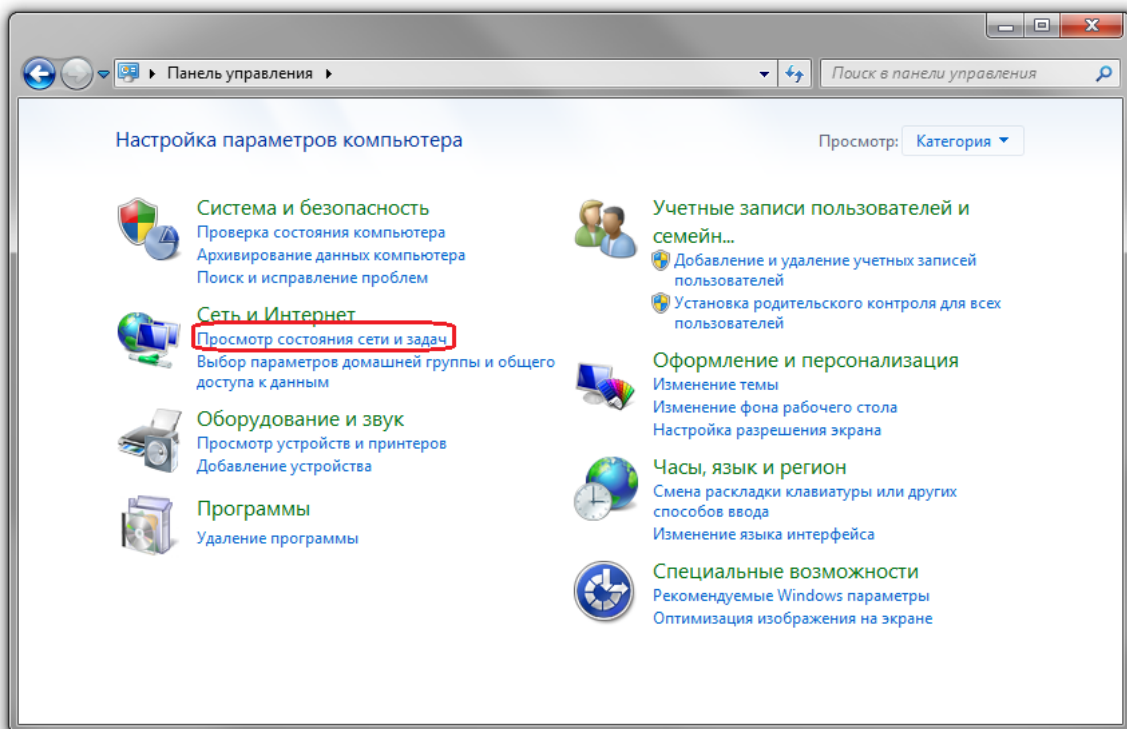 Панель управления
Поиск в панели управления
Настройка параметров компьютера
Просмотр: Категория
Система и безопасность
Проверка состояния компьютера
Архивирование данных компьютера
Поиск и исправление проблем
Сеть и Интернет
Просмотр состояния сети и задач
Выбор параметров домашней группы и общего
доступа к данным
Оборудование и звук
Просмотр устройств и принтеров
Добавление устройства
Программы
Удаление программы
Учетные записи пользователей и
семейн...
Добавление и удаление учетных записей
пользователей
Установка родительского контроля для всех
пользователей
Оформление и персонализация
Изменение темы
Изменение фона рабочего стола
Настройка разрешения экрана
Часы, язык и регион
Смена раскладки клавиатуры или других
способов ввода
Изменение языка интерфейса
Специальные возможности
Рекомендуемые Windows параметры
Оптимизация изображения на экране